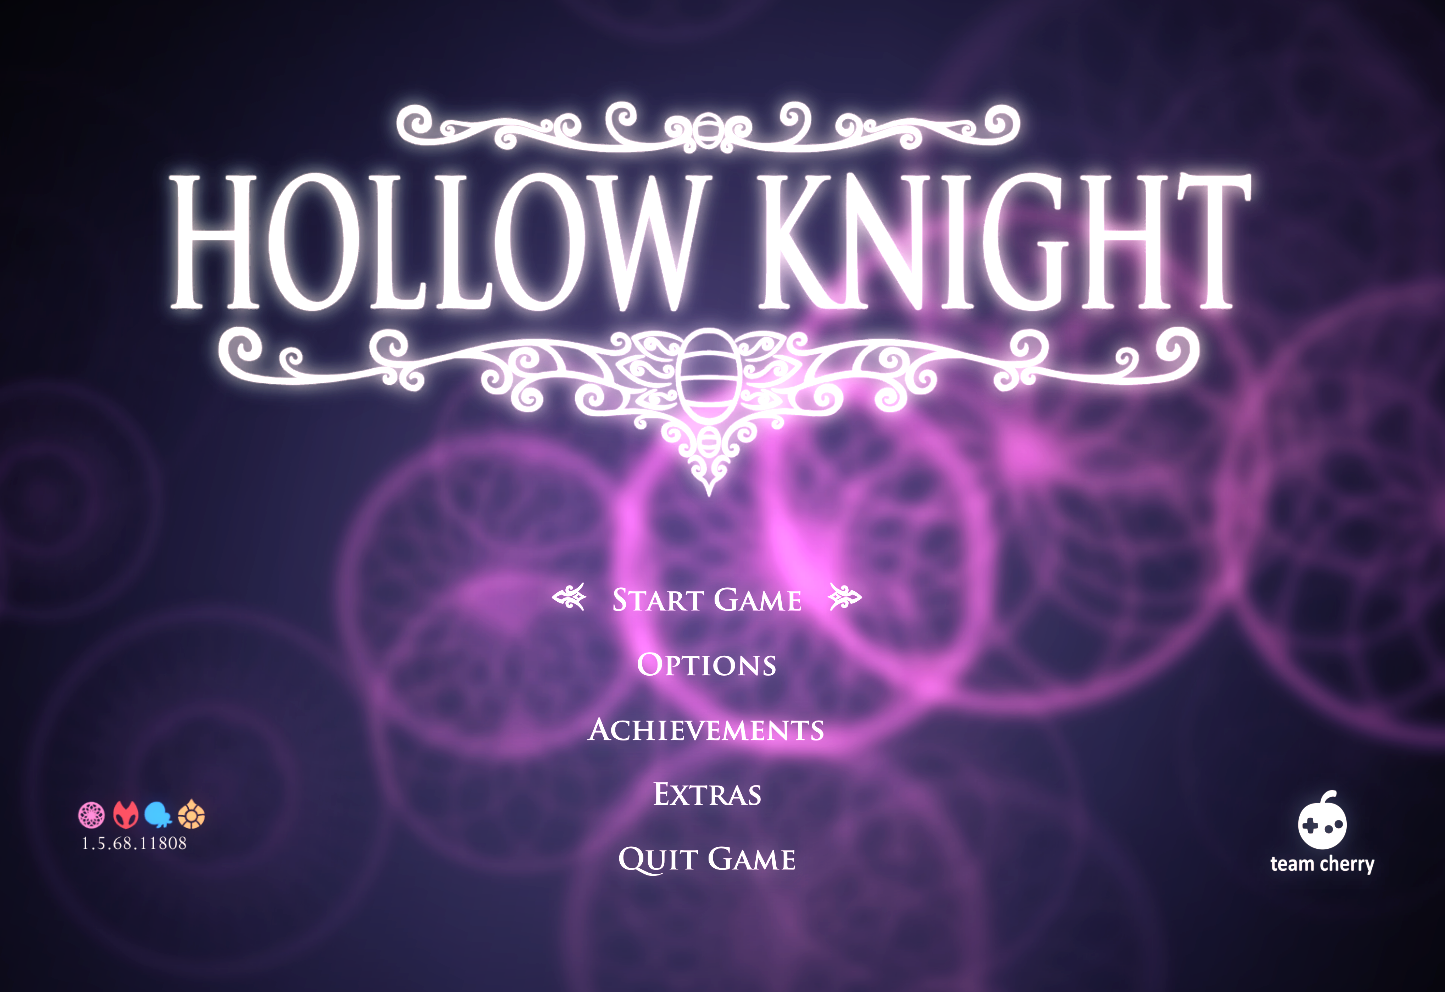 HOLLOW KNIGHT
START GAME
OPTIONS
ACHIEVEMENTS
EXTRAS
QUIT GAME
1.5.68.11808
team cherry